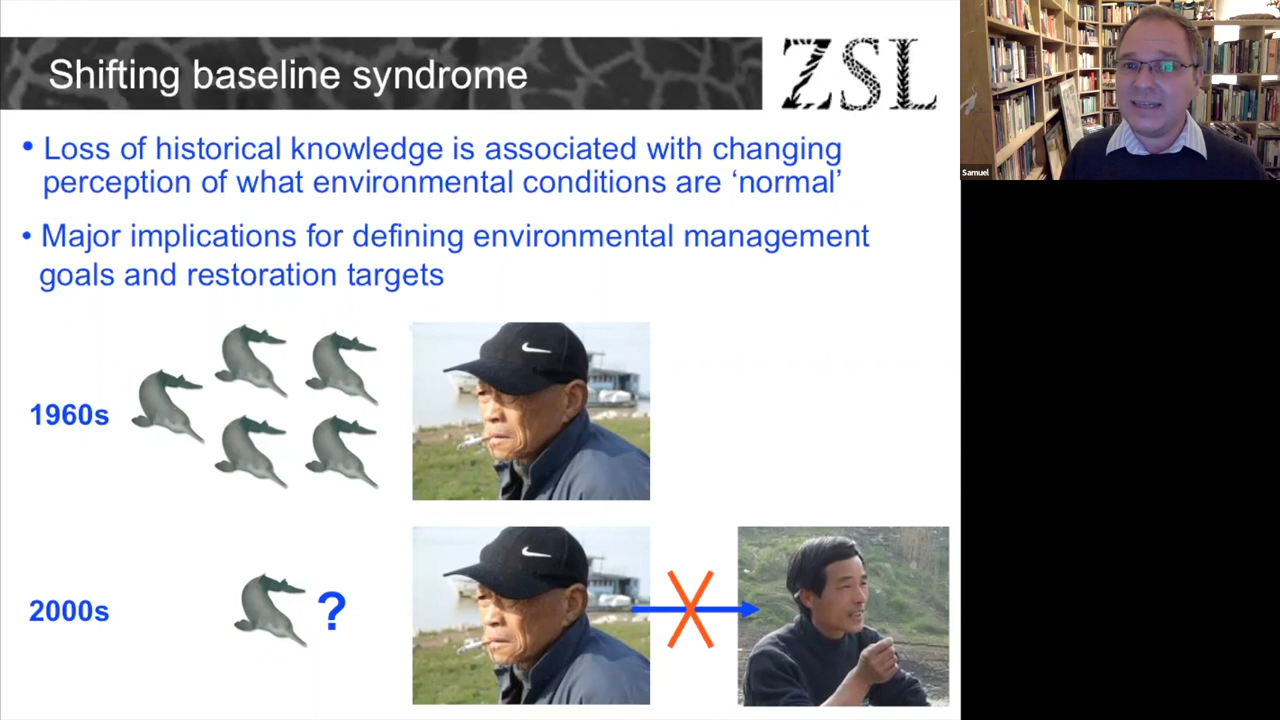 Shifting baseline syndrome
ZSL
• Loss of historical knowledge is associated with changing
perception of what environmental conditions are ‘normal’
• Major implications for defining environmental management
goals and restoration targets
1960s
2000s
?
Samuel